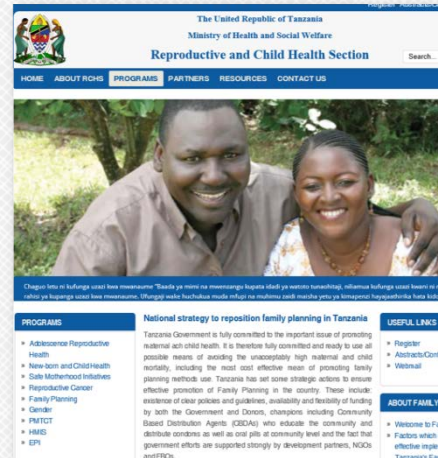 Register Abstracts/Co
The United Republic of Tanzania
Ministry of Health and Social Welfare
Reproductive and Child Health Section
Search...
HOME ABOUT RCHS PROGRAMS PARTNERS RESOURCES CONTACT US
Chaguo letu ni kufunga uzazi kwa mwanaume "Baada ya mimi na mwenzangu kupata idadi ya watoto tunaohitaji, niliamua kufunga uzazi kwani ni
rahisi ya kupanga uzazi kwa mwanaume. Ufungaji wake huchukua muda mfupi na muhimu zaidi maisha yetu ya kimapenzi hayajaathirika hata kido
PROGRAMS
» Adolescence Reproductive
Health
» New-born and Child Health
» Safe Motherhood Initiatives
» Reproductive Cancer
» Family Planning
» Gender
» PMTCT
» HMIS
» EPI
National strategy to reposition family planning in Tanzania
Tanzania Government is fully committed to the important issue of promoting
maternal ach child health. It is therefore fully committed and ready to use all
possible means of avoiding the unacceptably high maternal and child
mortality, including the most cost effective mean of promoting family
planning methods use. Tanzania has set some strategic actions to ensure
effective promotion of Family Planning in the country. These include:
existence of clear policies and guidelines, availability and flexibility of funding
by both the Government and Donors, champions including Community
Based Distribution Agents (CBDAs) who educate the community and
distribute condoms as well as oral pills at community level and the fact that
government efforts are supported strongly by development partners, NGOs
and FBOs.
USEFUL LINKS
» Register
» Abstracts/Cont
» Webmail
ABOUT FAMILY
» Welcome to Fa
» Factors which
effective imple
Tanzania's Fa